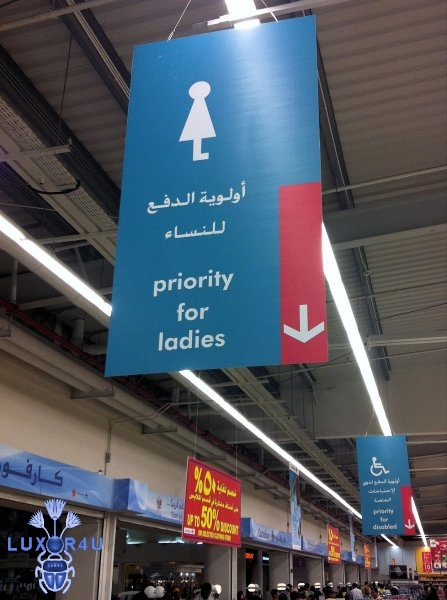 أولوية الدفع
للنساء
priority
for
ladies
أولوية الدفع لذوي
الاحتياجات
الخاصة
priority
for
disabled
%٥٠
UP TO 50% DISCOUNT
كارفور
LUXOR4U